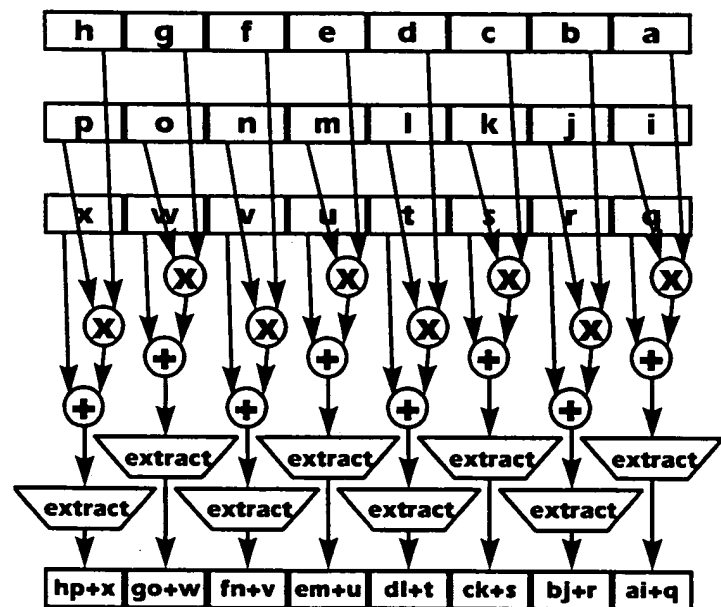 h g f e d c b a
p o n m l k j i
x w v u t s r q
X X X X
X X X X
+ + + +
+ + + +
extract extract extract extract
extract extract extract extract
hp+x go+w fn+v em+u dl+t ck+s bj+r ai+q